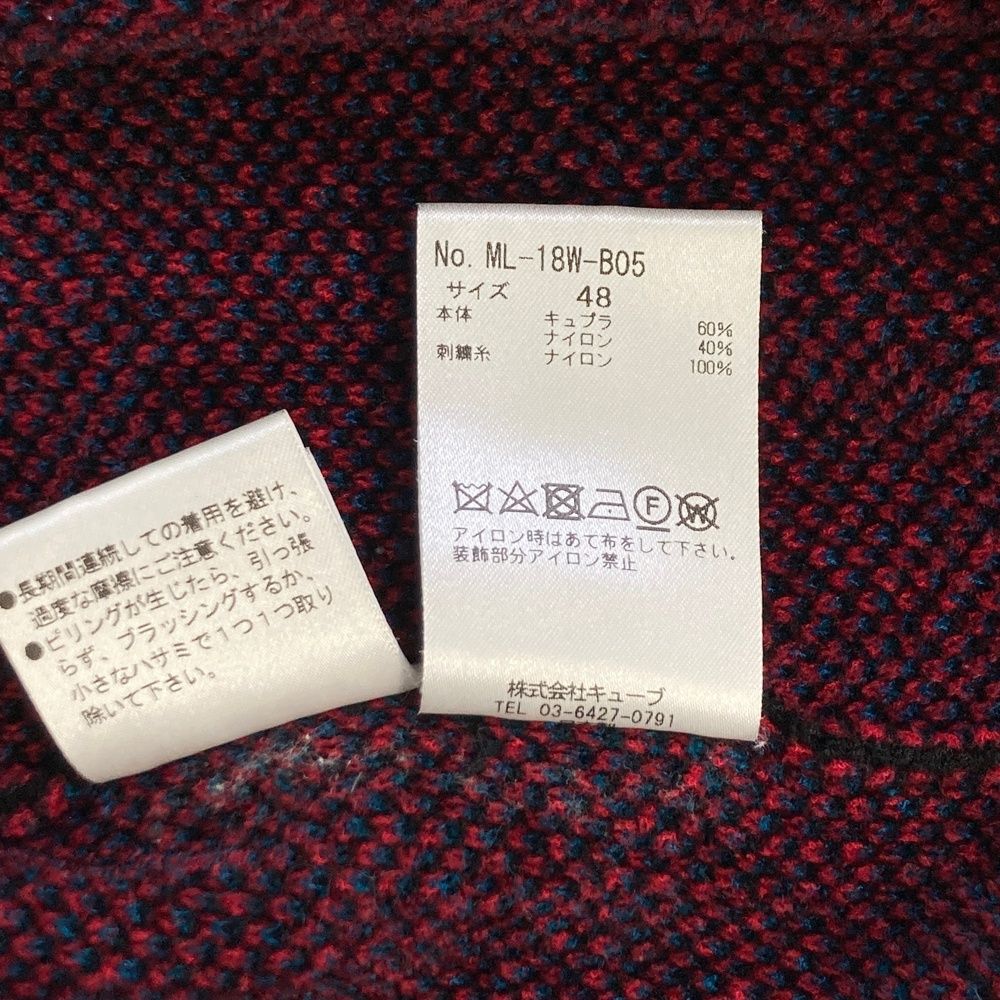 No. ML-18W-B05
サイズ 48
本体 キュプラ 60%
ナイロン 40%
刺繍糸 ナイロン 100%
F W
アイロン時はあて布をして下さい。
装飾部分アイロン禁止
株式会社キューブ
TEL 03-6427-0791
●長期間連続しての着用を避け、
過度な摩擦にご注意ください。
●ピリングが生じたら、引っ張
らず、ブラッシングするか、
小さなハサミで1つ1つ取り
除いて下さい。